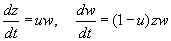 dz/dt = uw,    dw/dt = (1 − u)zw